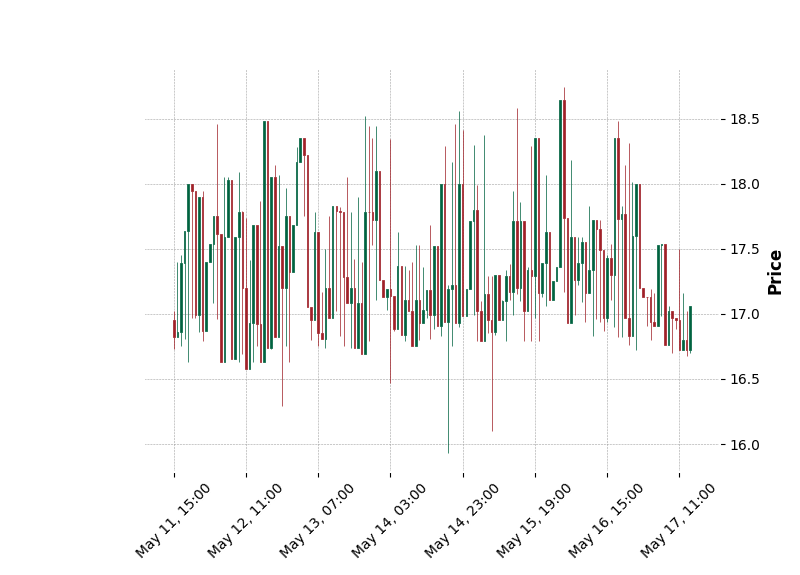 18.5
18.0
17.5
17.0
16.5
16.0
Price
May 11, 15:00
May 12, 11:00
May 13, 07:00
May 14, 03:00
May 14, 23:00
May 15, 19:00
May 16, 15:00
May 17, 11:00